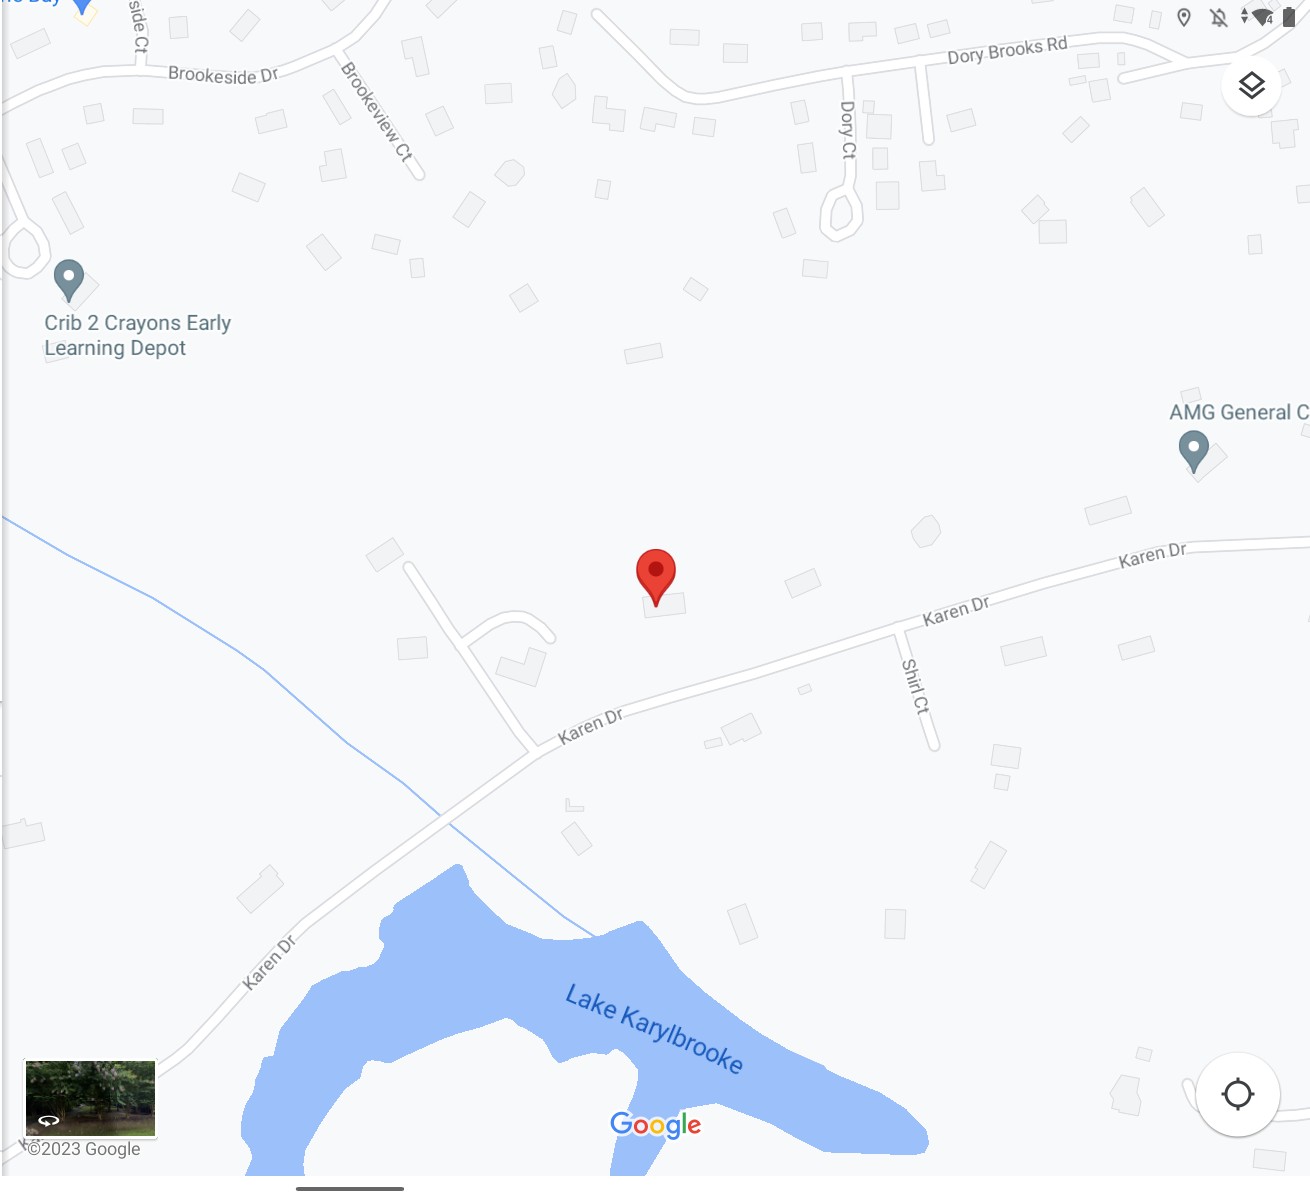 side Ct
Brookeside Dr
Brookeview Ct
Dory Brooks Rd
Dory Ct
4
Crib 2 Crayons Early
Learning Depot
AMG General C
Karen Dr
Karen Dr
Shirl Ct
Karen Dr
Karen Dr
Lake Karylbrooke
Google
©2023 Google